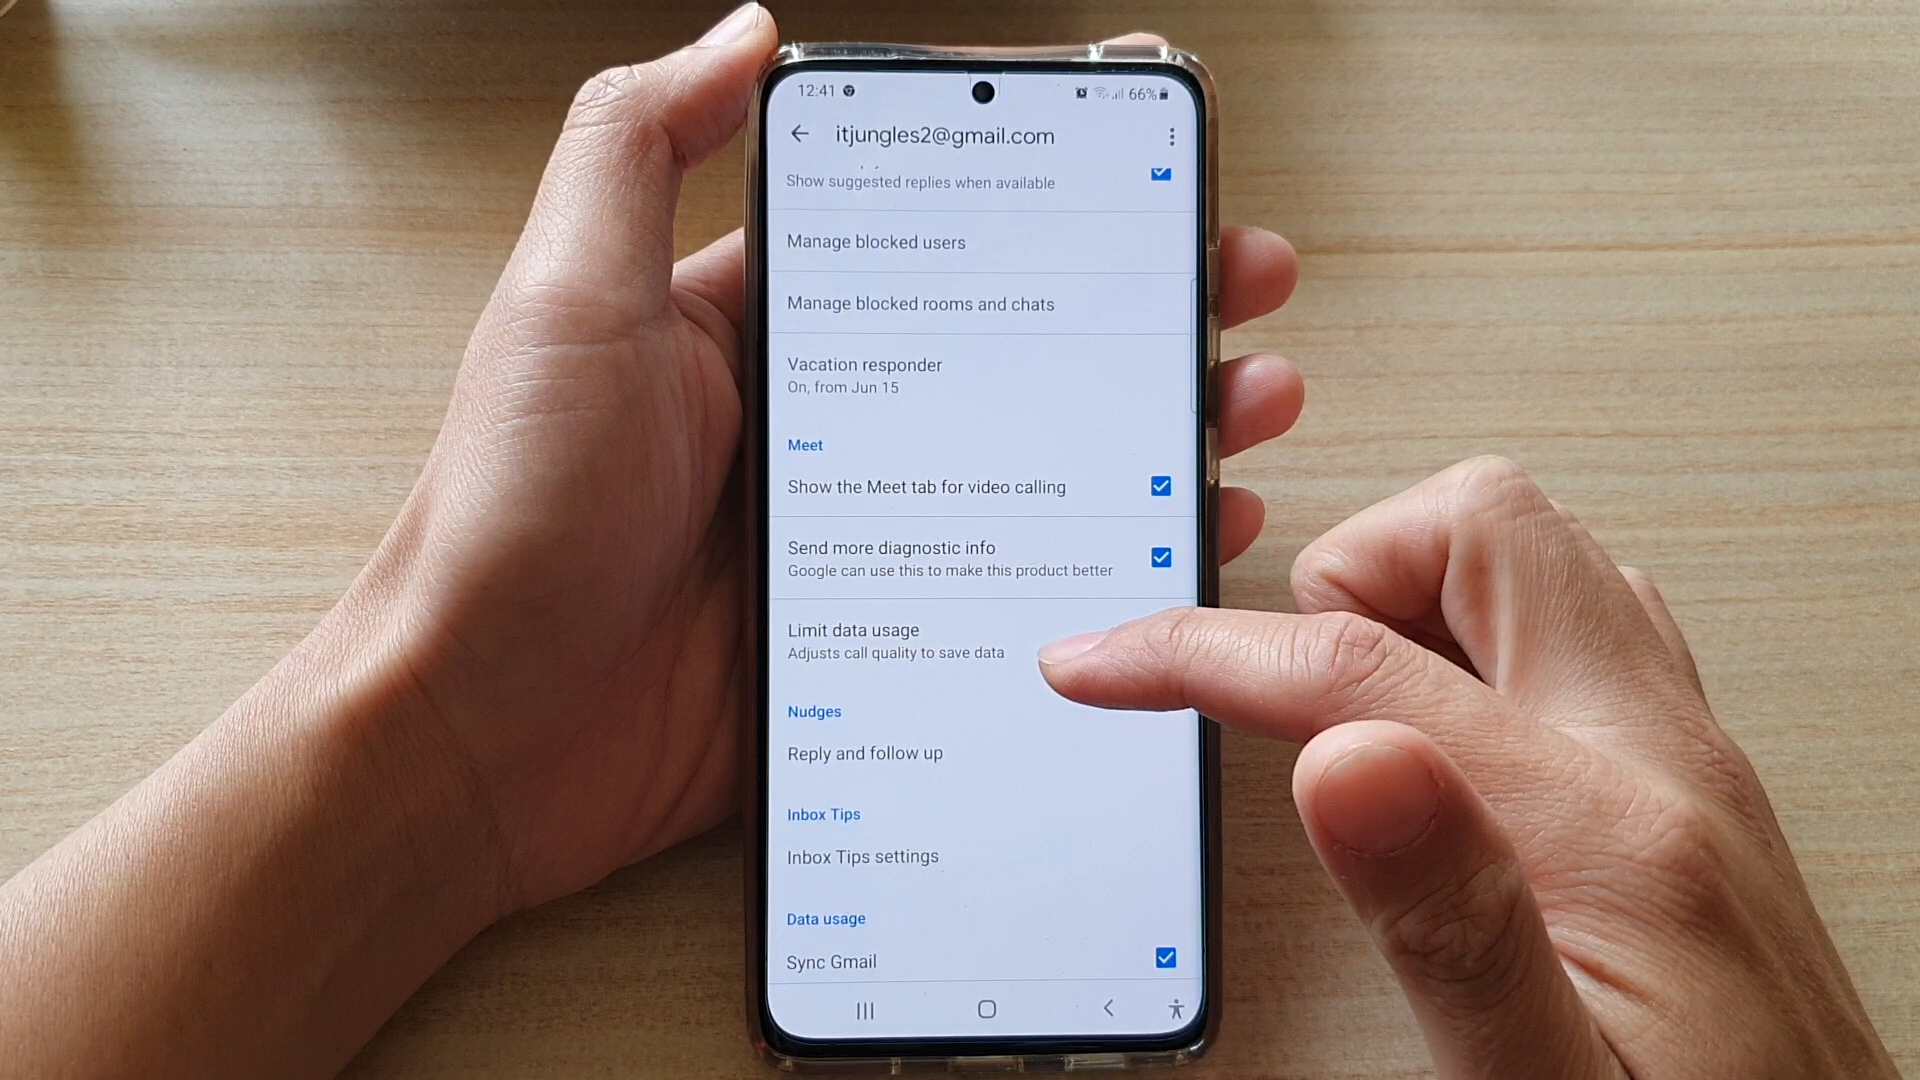 12:41
66%
itjungles2@gmail.com
Show suggested replies when available
Manage blocked users
Manage blocked rooms and chats
Vacation responder
On, from Jun 15
Meet
Show the Meet tab for video calling
Send more diagnostic info
Google can use this to make this product better
Limit data usage
Adjusts call quality to save data
Nudges
Reply and follow up
Inbox Tips
Inbox Tips settings
Data usage
Sync Gmail